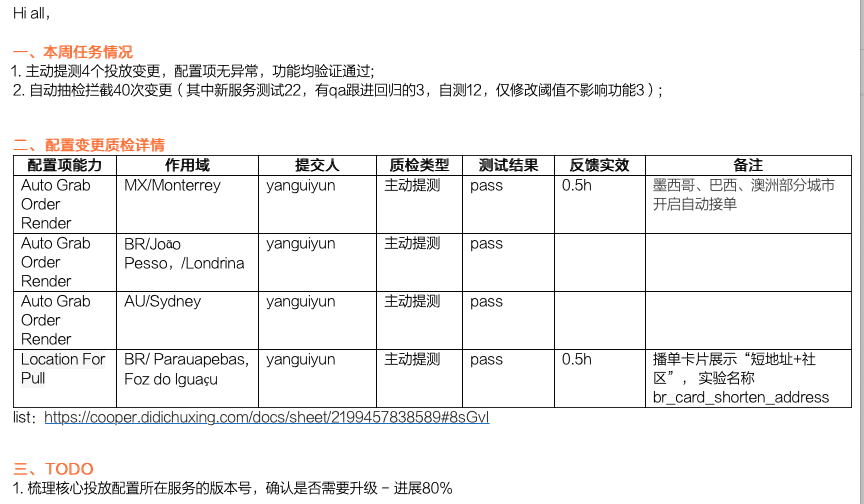 Hi all，
一、本周任务情况
1. 主动提测4个投放变更，配置项无异常，功能均验证通过;
2. 自动抽检拦截40次变更（其中新服务测试22，有qa跟进回归的3，自测12，仅修改阈值不影响功能3）;
二、配置变更质检详情
配置项能力 作用域 提交人 质检类型 测试结果 反馈实效 备注
Auto Grab MX/Monterrey yanguiyun 主动提测 pass 0.5h 墨西哥、巴西、澳洲部分城市
Order 开启自动接单
Render
Auto Grab BR/João yanguiyun 主动提测 pass
Order Pesso，/Londrina
Render
Auto Grab AU/Sydney yanguiyun 主动提测 pass
Order
Render
Location For BR/ Parauapebas, yanguiyun 主动提测 pass 0.5h 播单卡片展示“短地址+社
Pull Foz do Iguaçu 区”， 实验名称
br_card_shorten_address
list：https://cooper.didichuxing.com/docs/sheet/2199457838589#8sGvI
三、TODO
1. 梳理核心投放配置所在服务的版本号，确认是否需要升级 - 进展80%